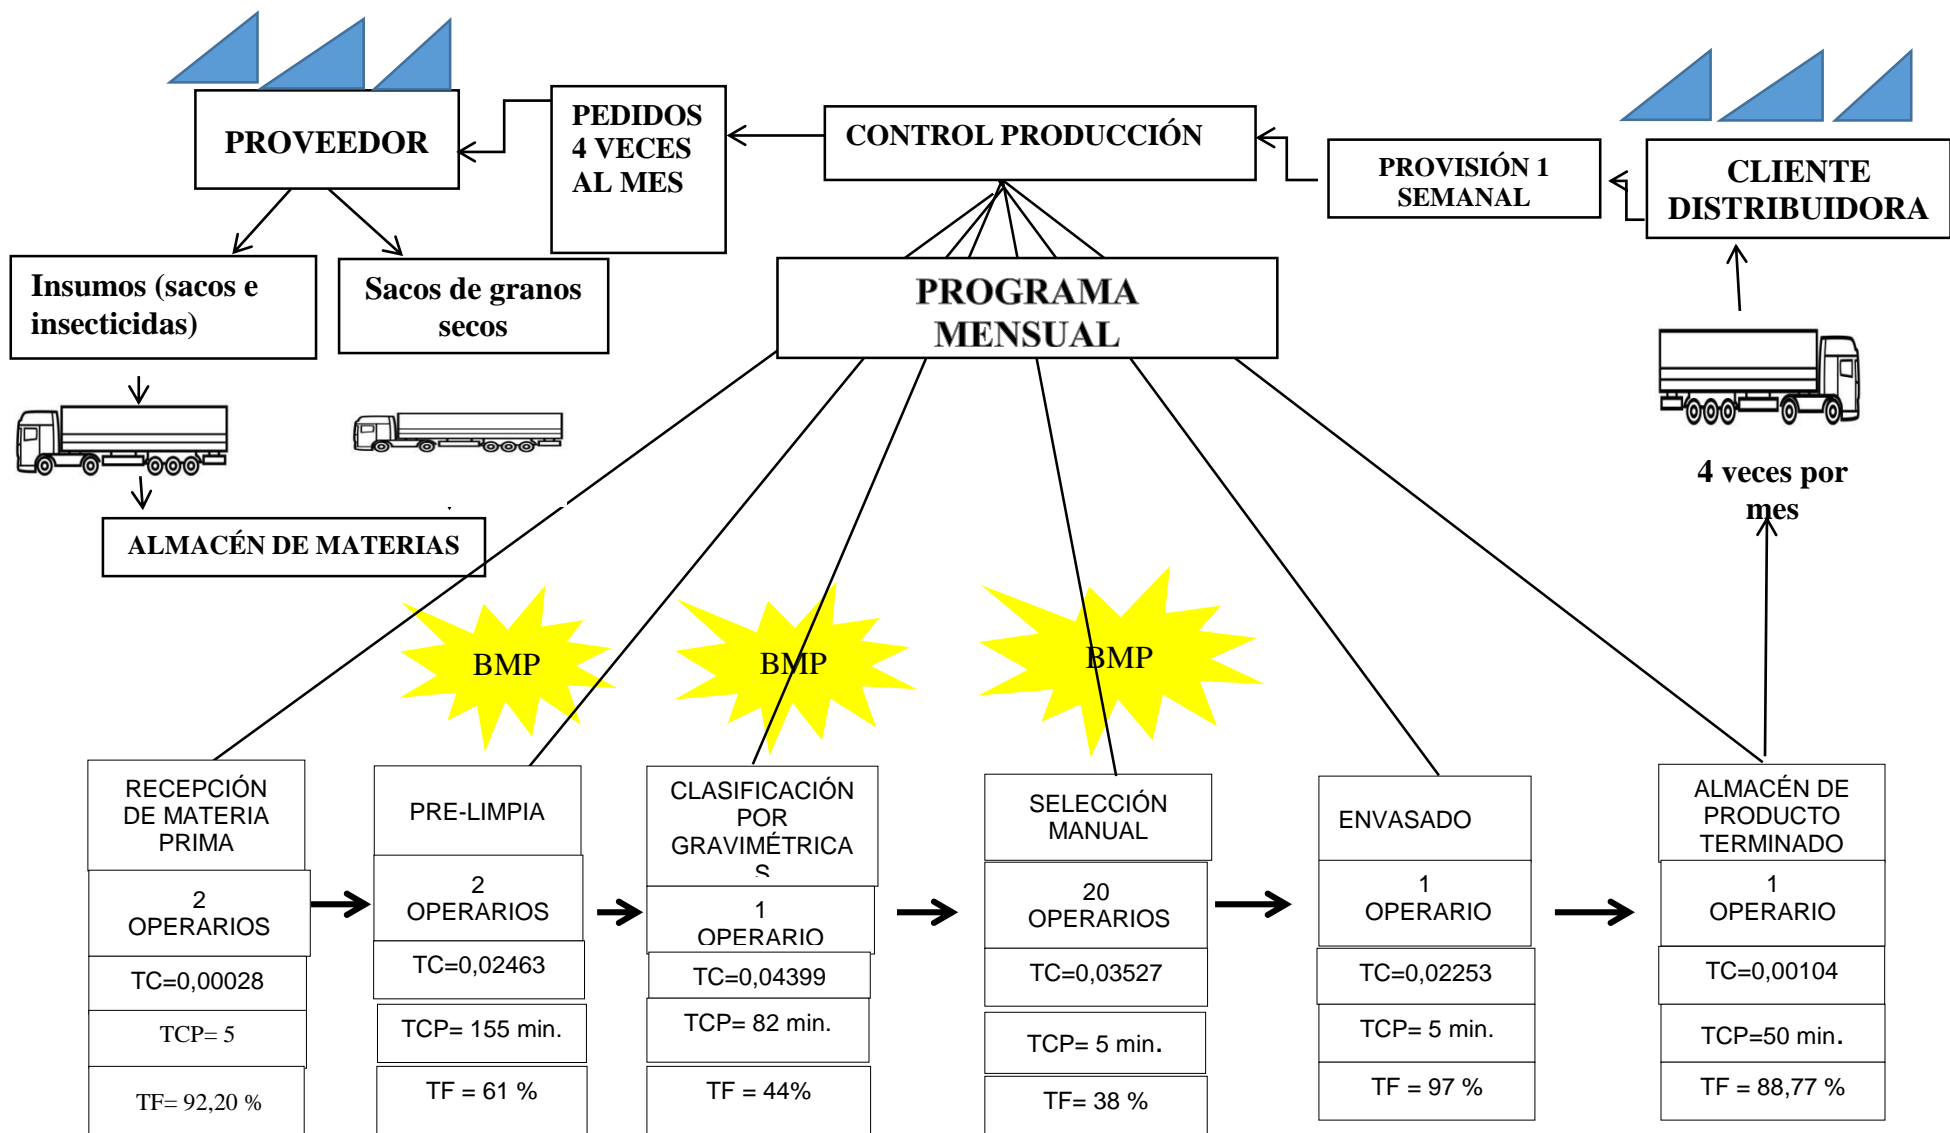 PROVEEDOR
PEDIDOS
4 VECES
AL MES
CONTROL PRODUCCIÓN
PROVISIÓN 1
SEMANAL
CLIENTE
DISTRIBUIDORA
Insumos (sacos e
insecticidas)
Sacos de granos
secos
PROGRAMA
MENSUAL
4 veces por
mes
ALMACÉN DE MATERIAS
BMP
BMP
BMP
RECEPCIÓN
DE MATERIA
PRIMA
2
OPERARIOS
TC=0,00028
TCP= 5
TF= 92,20 %
PRE-LIMPIA
2
OPERARIOS
TC=0,02463
TCP= 155 min.
TF = 61 %
CLASIFICACIÓN
POR
GRAVIMÉTRICA
S
1
OPERARIO
TC=0,04399
TCP= 82 min.
TF = 44%
SELECCIÓN
MANUAL
20
OPERARIOS
TC=0,03527
TCP= 5 min.
TF= 38 %
ENVASADO
1
OPERARIO
TC=0,02253
TCP= 5 min.
TF = 97 %
ALMACÉN DE
PRODUCTO
TERMINADO
1
OPERARIO
TC=0,00104
TCP=50 min.
TF = 88,77 %